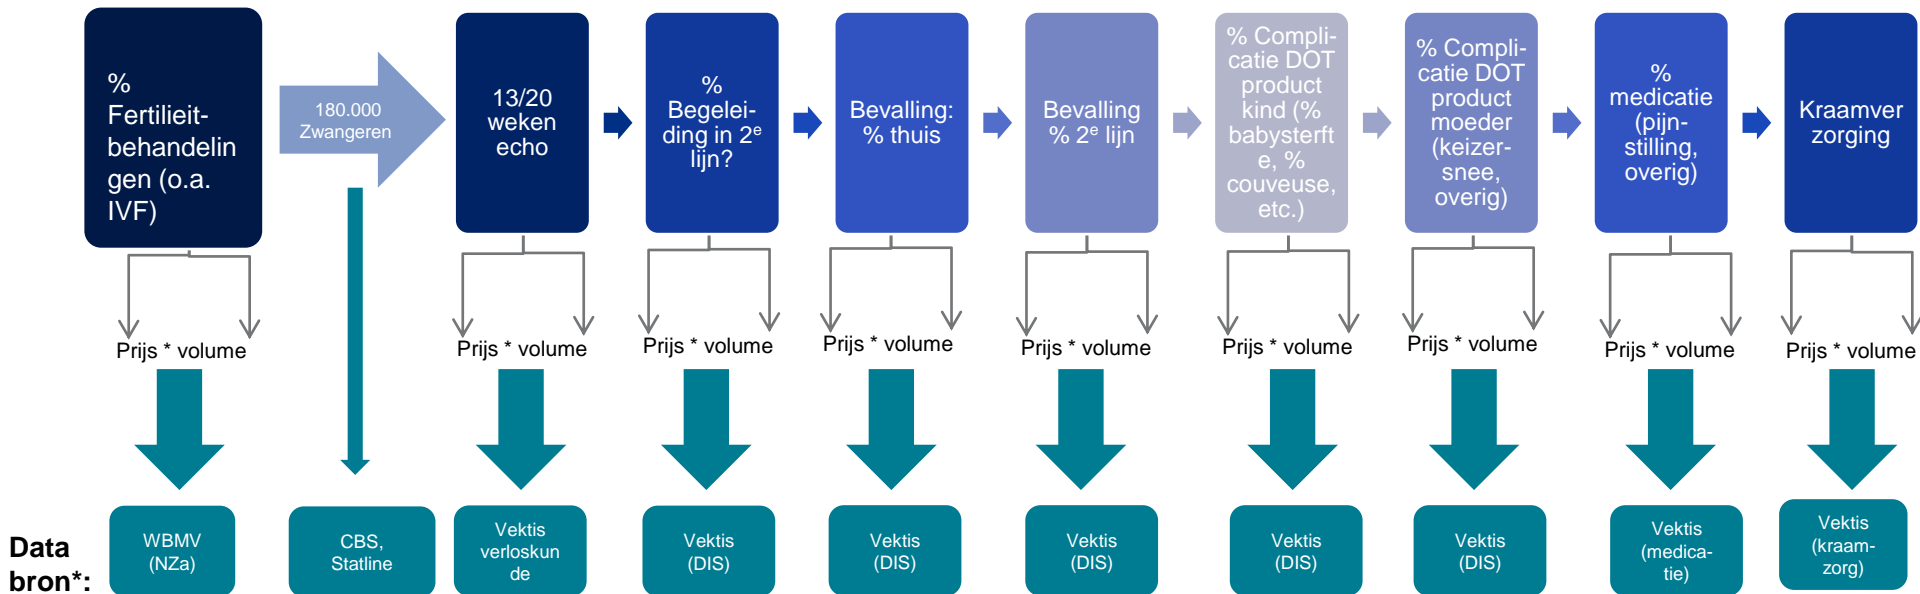 %
Fertilieit-
behandelin
gen (o.a.
IVF)
180.000
Zwangeren
13/20
weken
echo
%
Begelei-
ding in 2e
lijn?
Bevalling:
% thuis
Bevalling
% 2e lijn
% Compli-
catie DOT
product
kind (%
babysterft
e, %
couveuse,
etc.)
% Compli-
catie DOT
product
moeder
(keizer-
snee,
overig)
%
medicatie
(pijn-
stilling,
overig)
Kraamver
zorging
Prijs * volume
Prijs * volume
Prijs * volume
Prijs * volume
Prijs * volume
Prijs * volume
Prijs * volume
Prijs * volume
Prijs * volume
Data
bron*:
WBMV
(NZa)
CBS,
Statline
Vektis
verloskun
de
Vektis
(DIS)
Vektis
(DIS)
Vektis
(DIS)
Vektis
(DIS)
Vektis
(DIS)
Vektis
(medica-
tie)
Vektis
(kraam-
zorg)